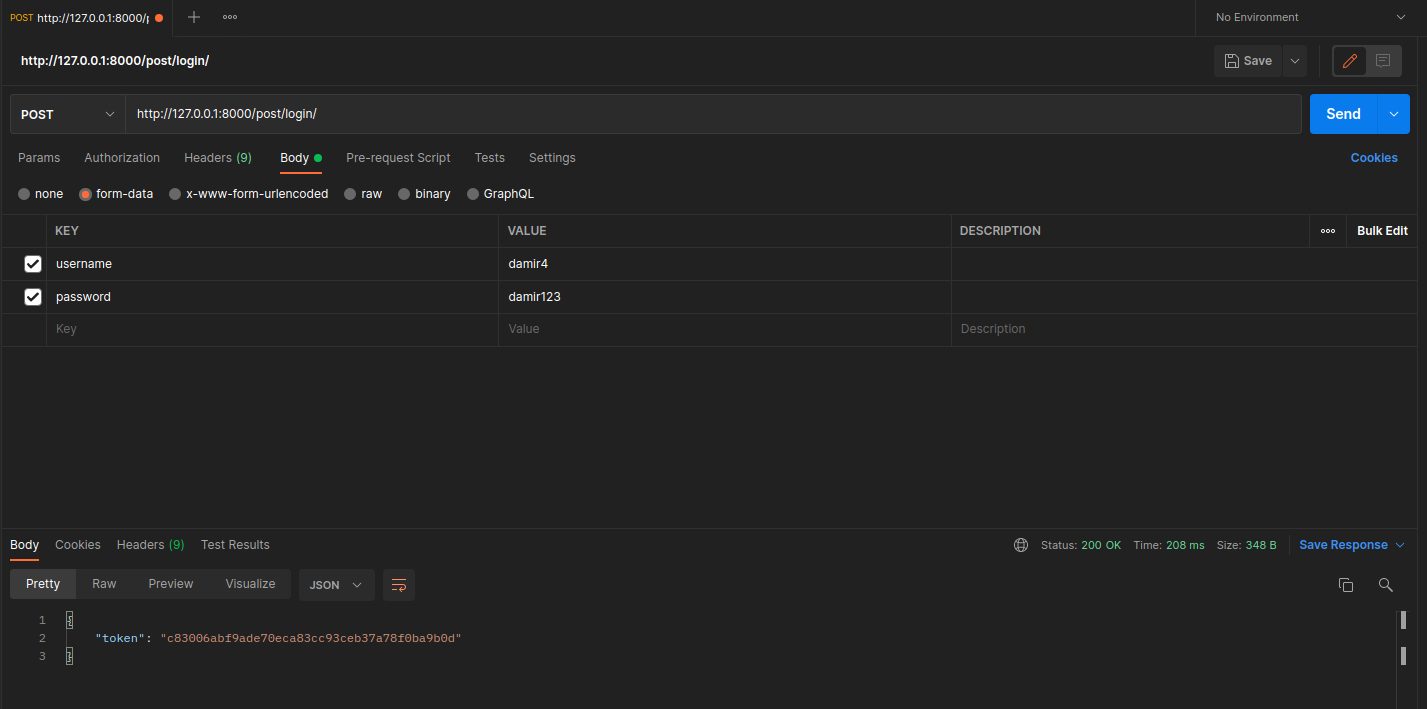 POST http://127.0.0.1:8000/p
No Environment
http://127.0.0.1:8000/post/login/
Save
POST http://127.0.0.1:8000/post/login/ Send
Params Authorization Headers (9) Body Pre-request Script Tests Settings Cookies
none form-data x-www-form-urlencoded raw binary GraphQL
KEY VALUE DESCRIPTION Bulk Edit
username damir4
password damir123
Key Value Description
Body Cookies Headers (9) Test Results Status: 200 OK Time: 208 ms Size: 348 B Save Response
Pretty Raw Preview Visualize JSON
1 {
2 "token": "c83006abf9ade70eca83cc93ceb37a78f0ba9b0d"
3 }